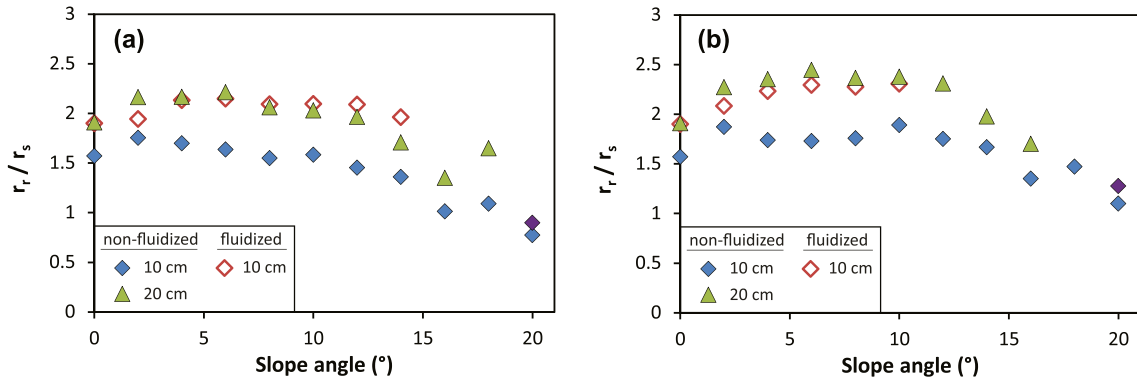 (a)
3
2.5
2
1.5
1
0.5
0
r_r / r_s
0 5 10 15 20
Slope angle (°)
non-fluidized fluidized
10 cm 10 cm
20 cm
(b)
3
2.5
2
1.5
1
0.5
0
r_r / r_s
0 5 10 15 20
Slope angle (°)
non-fluidized fluidized
10 cm 10 cm
20 cm